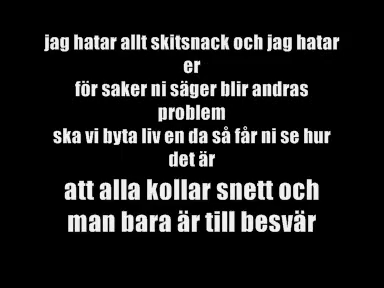 jag hatar allt skitsnack och jag hatar
er
för saker ni säger blir andras
problem
ska vi byta liv en da så får ni se hur
det är
att alla kollar snett och
man bara är till besvär